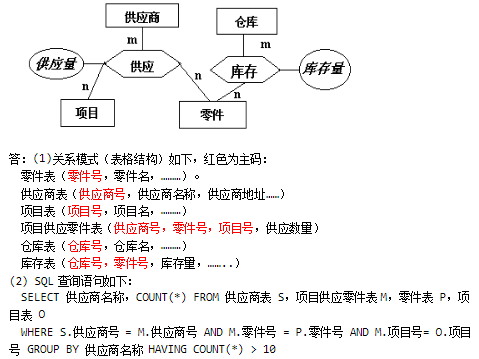 供应商
仓库
m
m
供应量
供应
库存
库存量
n
n
n
项目
零件
答：(1)关系模式（表格结构）如下，红色为主码：
零件表（零件号，零件名，………）。
供应商表（供应商号，供应商名称，供应商地址……）
项目表（项目号，项目名，………）
项目供应零件表（供应商号，零件号，项目号，供应数量）
仓库表（仓库号，仓库名，………）
库存表（仓库号，零件号，库存量，……..）
(2) SQL 查询语句如下：
SELECT 供应商名称，COUNT(*) FROM 供应商表 S，项目供应零件表 M，零件表 P，项
目表 O
WHERE S.供应商号 = M.供应商号 AND M.零件号 = P.零件号 AND M.项目号= O.项目
号 GROUP BY 供应商名称 HAVING COUNT(*) > 10